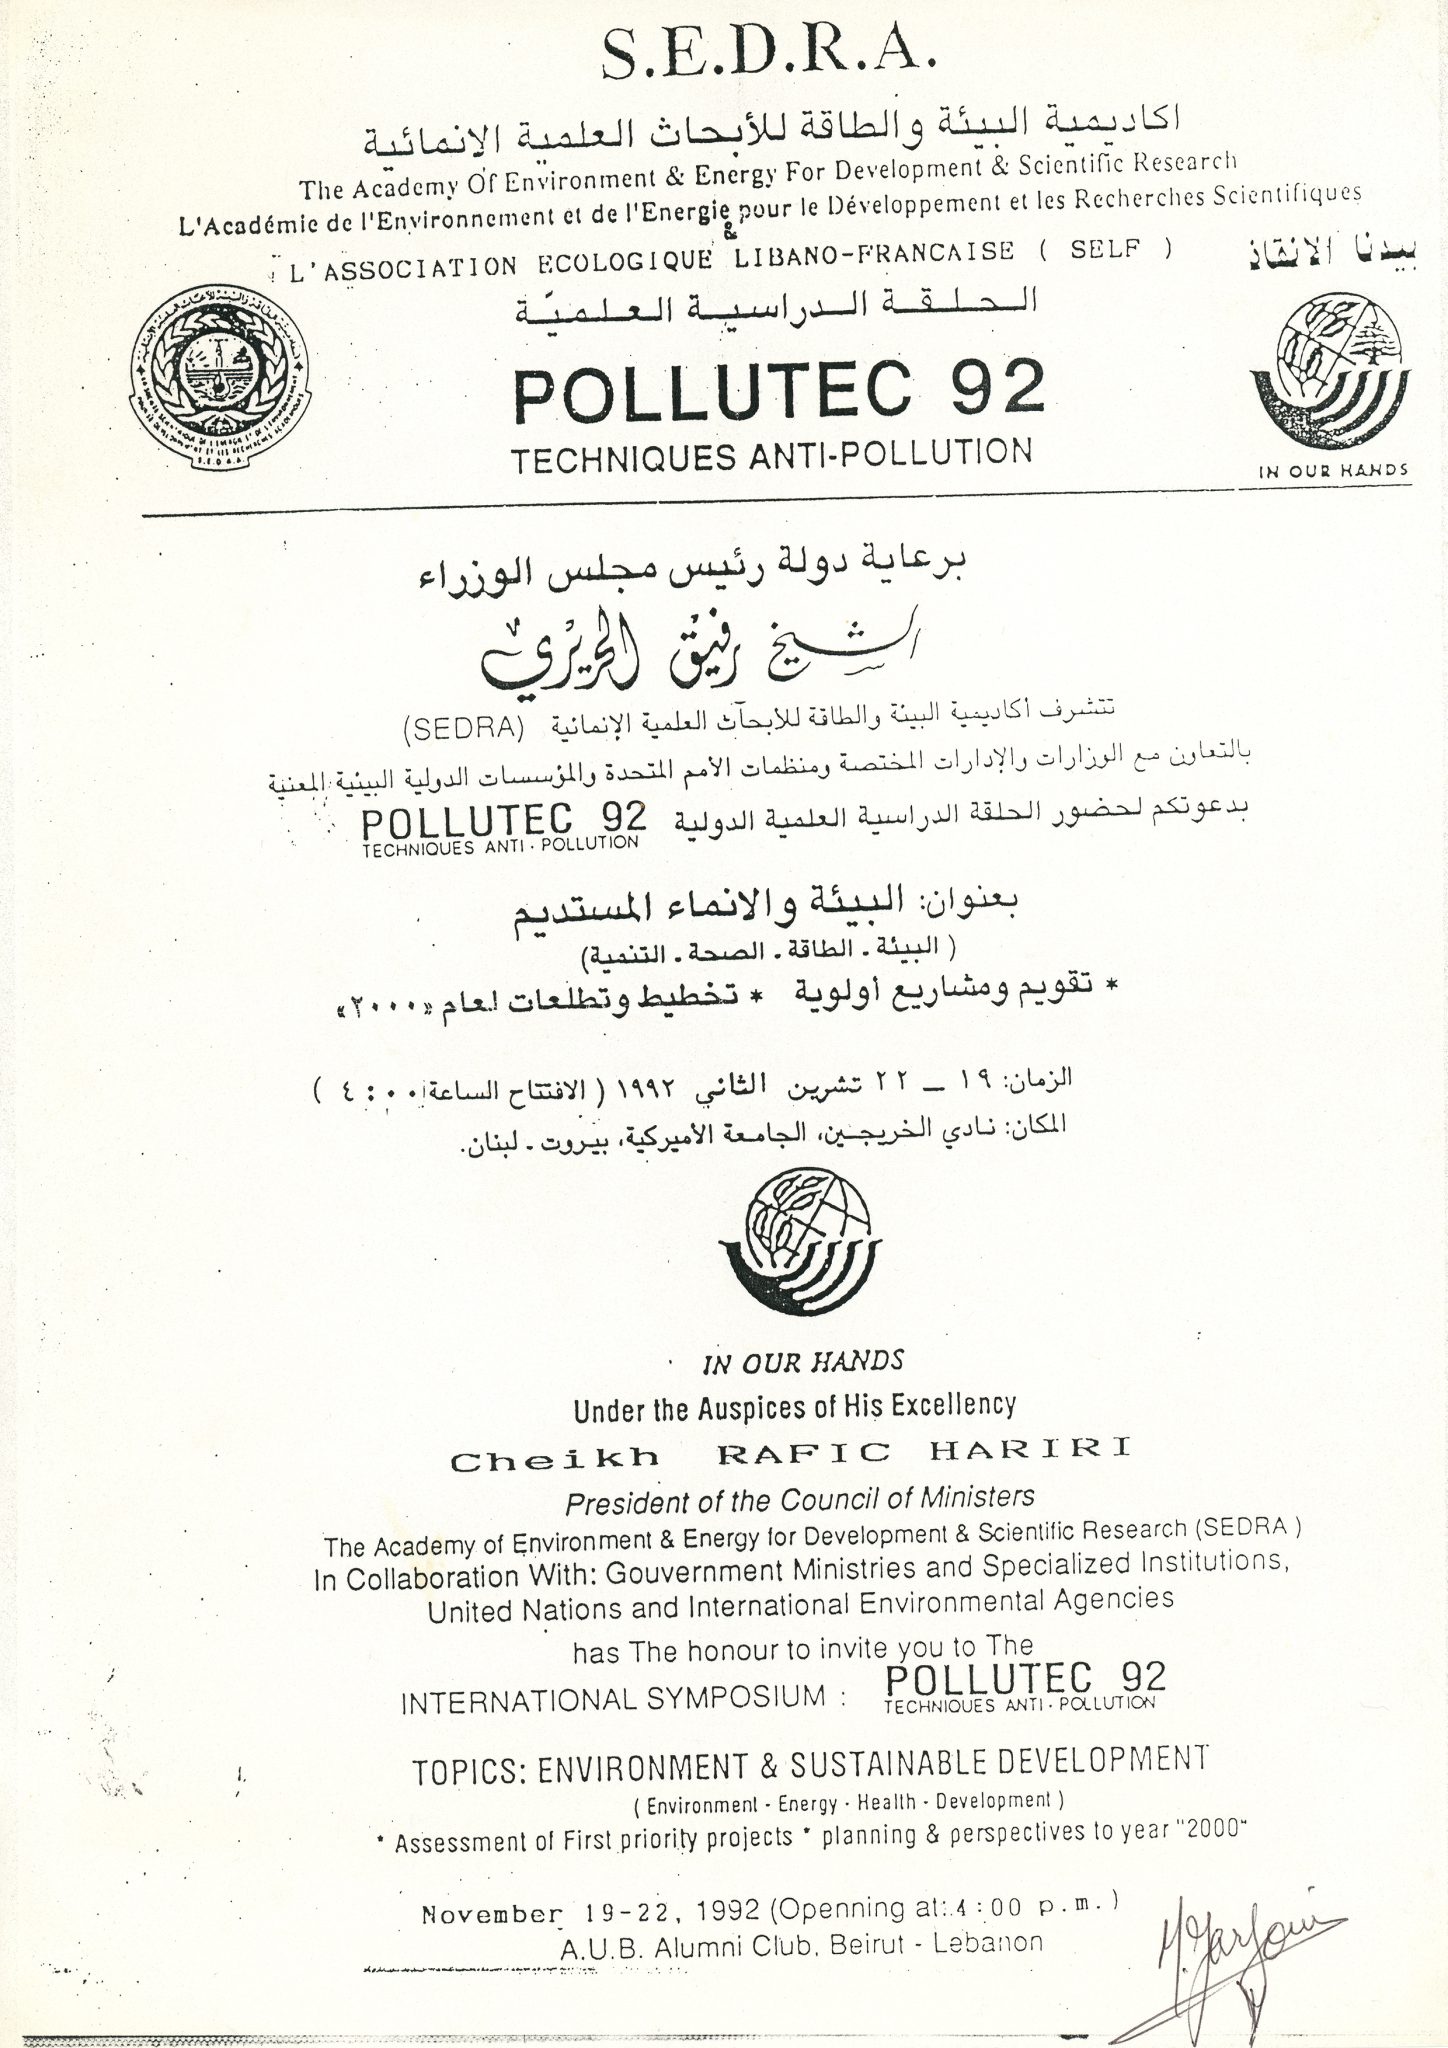 S.E.D.R.A.
اكاديمية البيئة والطاقة للأبحاث العلمية الانمائية
The Academy Of Environment & Energy For Development & Scientific Research
L'Académie de l'Environnement et de l'Energie pour le Développement et les Recherches Scientifiques
&
L'ASSOCIATION ECOLOGIQUE LIBANO-FRANCAISE ( SELF )
بيدنا الانقاذ
الحلقة الدراسية العلميّة
POLLUTEC 92
TECHNIQUES ANTI-POLLUTION
IN OUR HANDS
برعاية دولة رئيس مجلس الوزراء
الشيخ رفيق الحريري
تتشرف أكاديمية البيئة والطاقة للأبحاث العلمية الإنمائية (SEDRA)
بالتعاون مع الوزارات والإدارات المختصة ومنظمات الأمم المتحدة والمؤسسات الدولية البيئية المعنية
بدعوتكم لحضور الحلقة الدراسية العلمية الدولية POLLUTEC 92
TECHNIQUES ANTI - POLLUTION
بعنوان: البيئة والانماء المستديم
( البيئة - الطاقة - الصحة - التنمية)
* تقويم ومشاريع أولوية * تخطيط وتطلعات لعام «٢٠٠٠»
الزمان: ١٩ — ٢٢ تشرين الثاني ١٩٩٢ ( الافتتاح الساعة ٤:٠٠ )
المكان: نادي الخريجين، الجامعة الأميركية، بيروت - لبنان.
IN OUR HANDS
Under the Auspices of His Excellency
Cheikh RAFIC HARIRI
President of the Council of Ministers
The Academy of Environment & Energy for Development & Scientific Research (SEDRA )
In Collaboration With: Gouvernment Ministries and Specialized Institutions,
United Nations and International Environmental Agencies
has The honour to invite you to The
INTERNATIONAL SYMPOSIUM : POLLUTEC 92
TECHNIQUES ANTI - POLLUTION
TOPICS: ENVIRONMENT & SUSTAINABLE DEVELOPMENT
( Environment - Energy - Health - Development )
* Assessment of First priority projects * planning & perspectives to year "2000"
November 19-22, 1992 (Openning at: 4:00 p.m.)
A.U.B. Alumni Club, Beirut - Lebanon